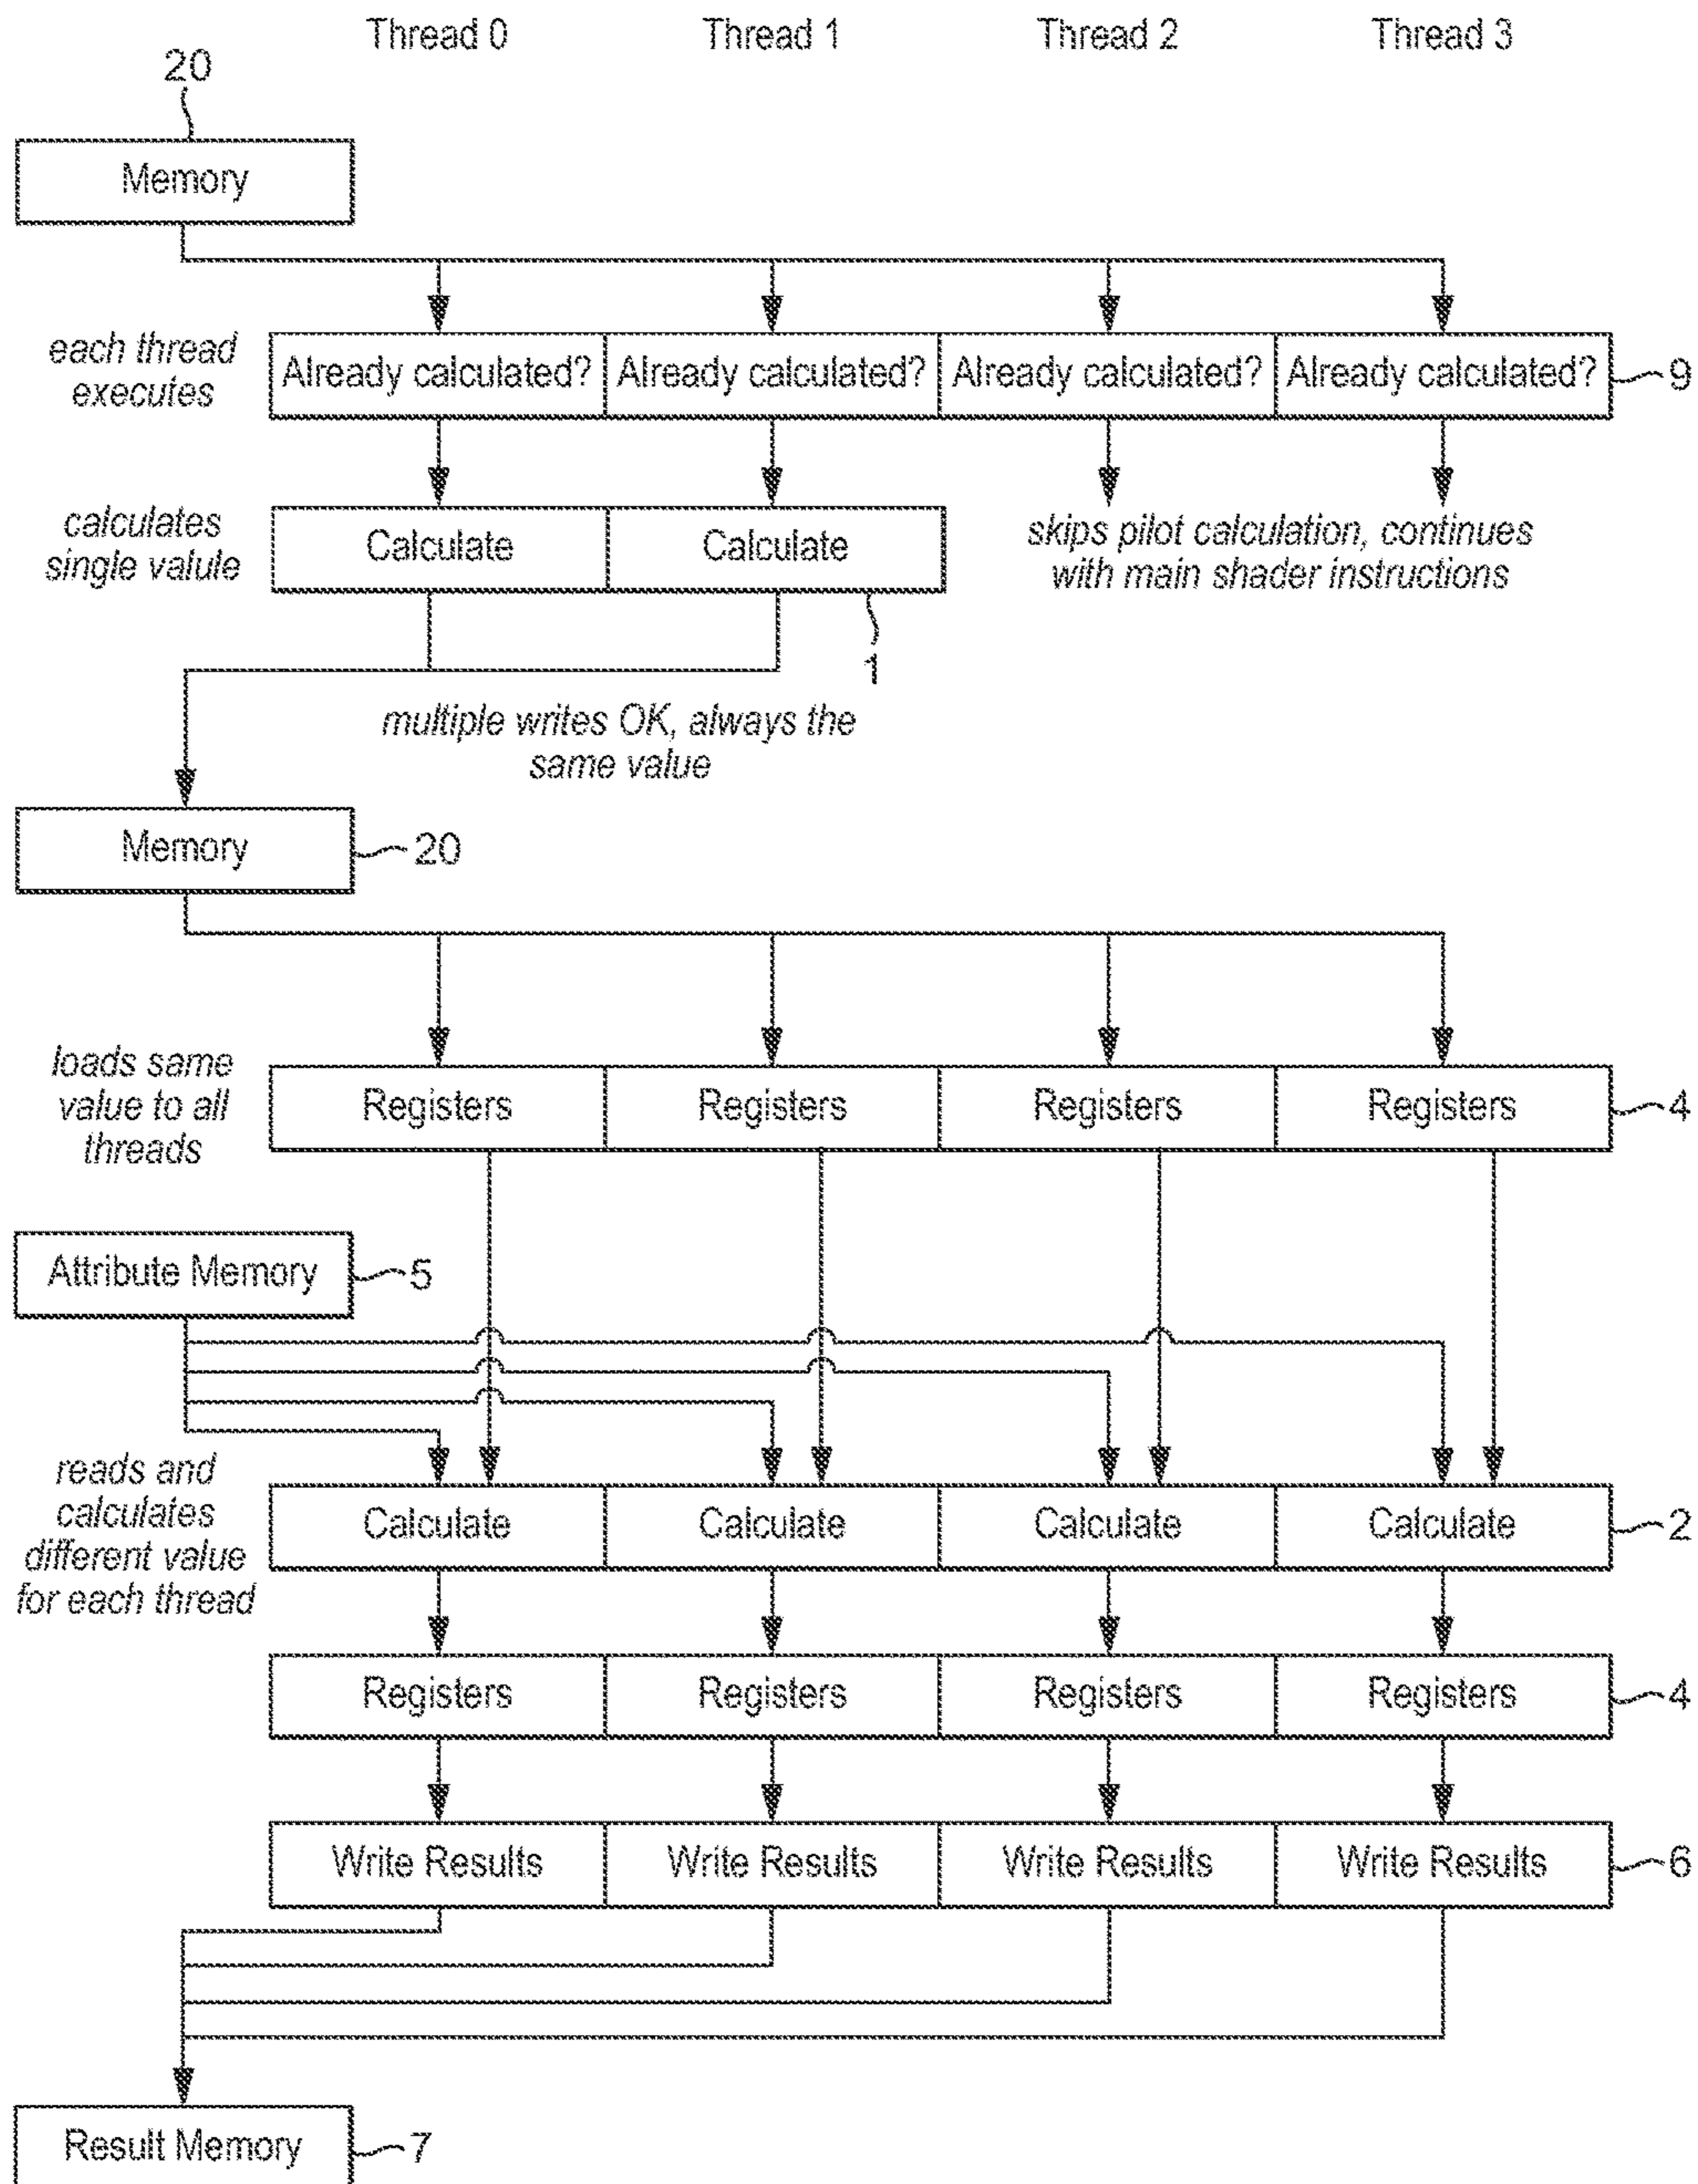 Thread 0 Thread 1 Thread 2 Thread 3
20
Memory
each thread
executes
Already calculated? Already calculated? Already calculated? Already calculated? 9
calculates
single valule
Calculate Calculate
skips pilot calculation, continues
with main shader instructions
1
multiple writes OK, always the
same value
Memory 20
loads same
value to all
threads
Registers Registers Registers Registers 4
Attribute Memory 5
reads and
calculates
different value
for each thread
Calculate Calculate Calculate Calculate 2
Registers Registers Registers Registers 4
Write Results Write Results Write Results Write Results 6
Result Memory 7